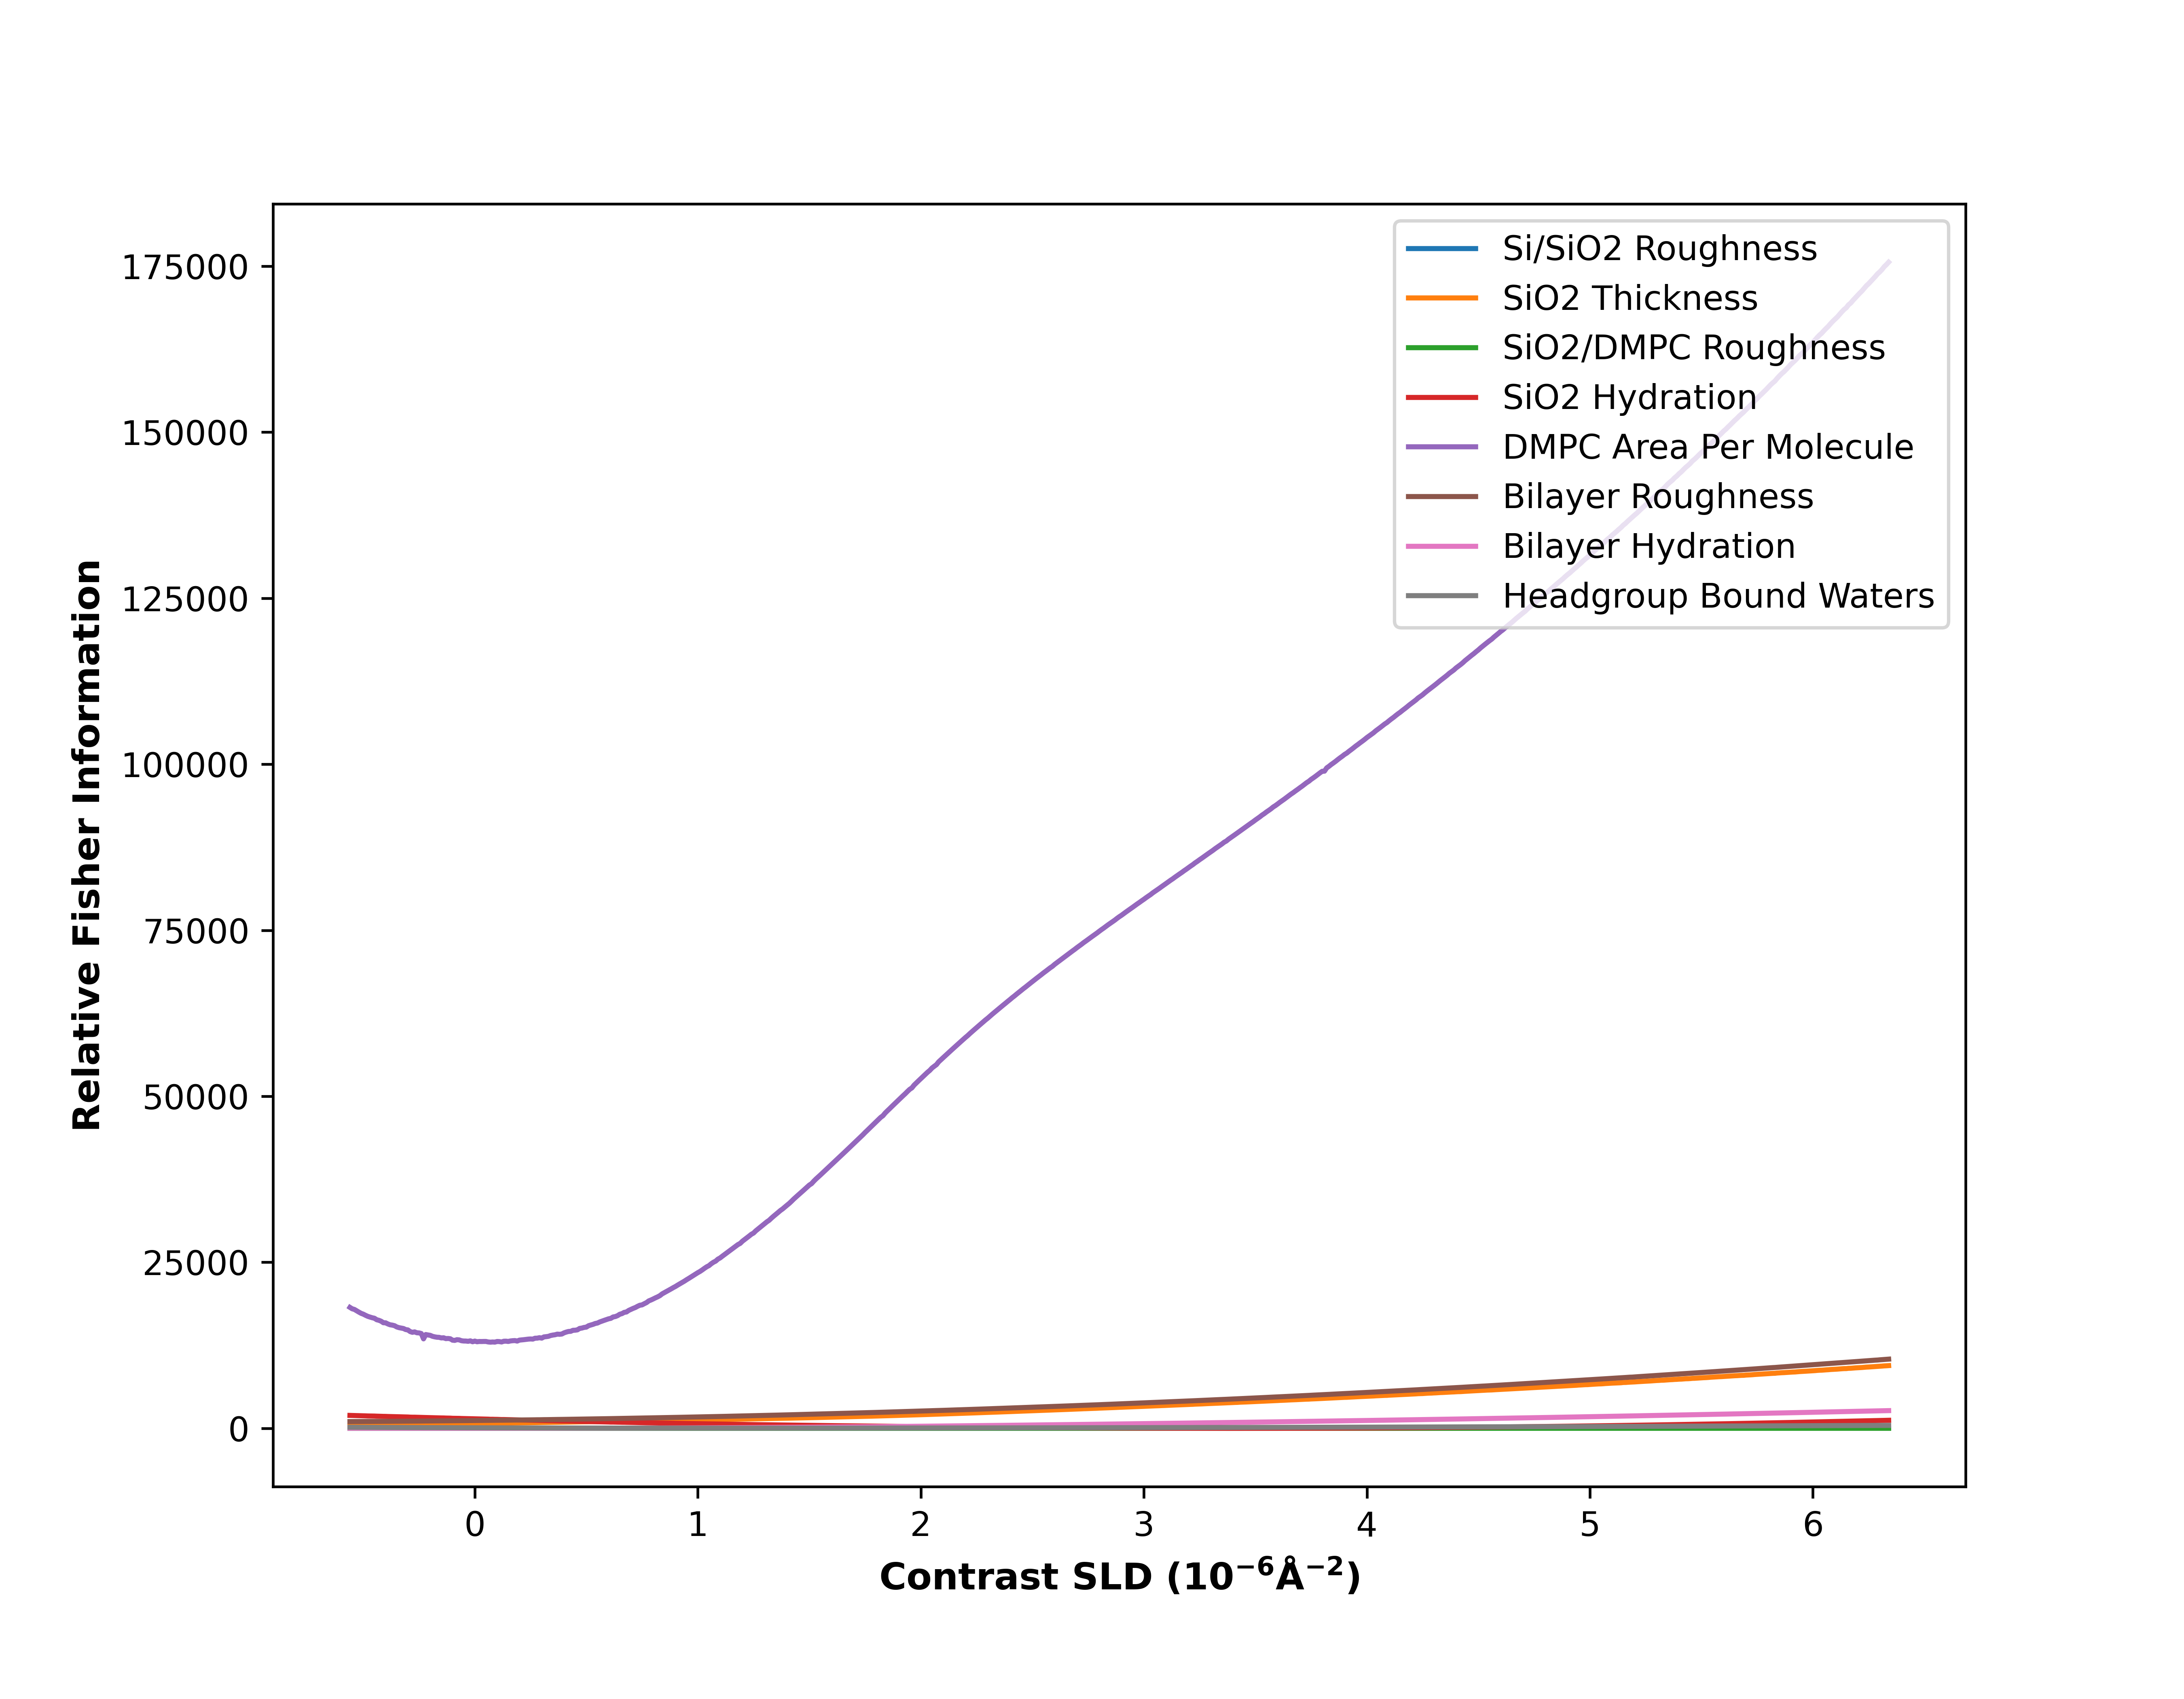 175000
150000
125000
100000
75000
50000
25000
0
Relative Fisher Information
Si/SiO2 Roughness
SiO2 Thickness
SiO2/DMPC Roughness
SiO2 Hydration
DMPC Area Per Molecule
Bilayer Roughness
Bilayer Hydration
Headgroup Bound Waters
0 1 2 3 4 5 6
Contrast SLD (10⁻⁶Å⁻²)